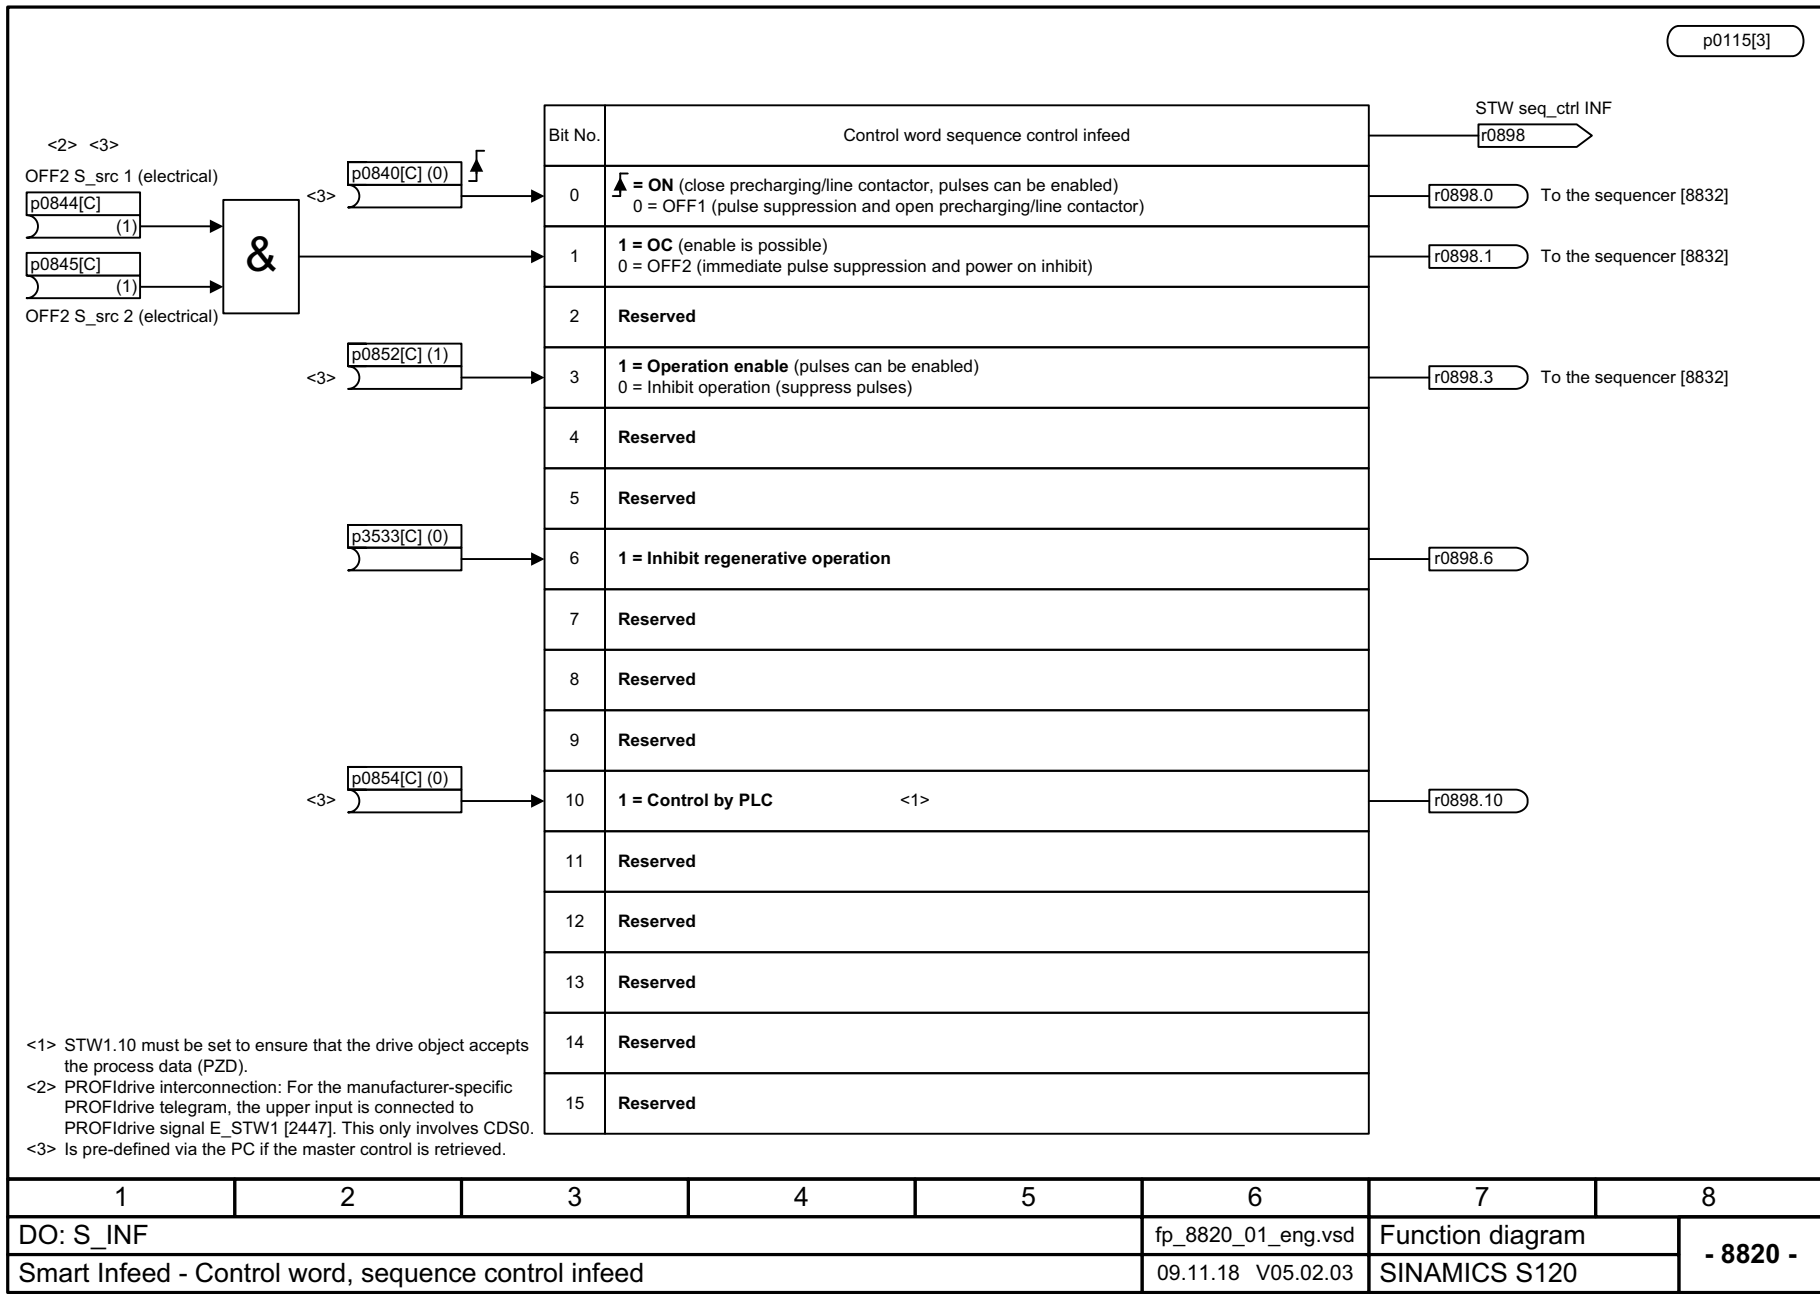 p0115[3]
STW seq_ctrl INF
Bit No. Control word sequence control infeed r0898
<2> <3>
OFF2 S_src 1 (electrical)
p0844[C]
(1)
p0845[C]
(1)
OFF2 S_src 2 (electrical)
&
<3> p0840[C] (0)
0 = ON (close precharging/line contactor, pulses can be enabled)
0 = OFF1 (pulse suppression and open precharging/line contactor)
r0898.0 To the sequencer [8832]
1 1 = OC (enable is possible)
0 = OFF2 (immediate pulse suppression and power on inhibit)
r0898.1 To the sequencer [8832]
2 Reserved
<3> p0852[C] (1)
3 1 = Operation enable (pulses can be enabled)
0 = Inhibit operation (suppress pulses)
r0898.3 To the sequencer [8832]
4 Reserved
5 Reserved
p3533[C] (0)
6 1 = Inhibit regenerative operation r0898.6
7 Reserved
8 Reserved
9 Reserved
<3> p0854[C] (0)
10 1 = Control by PLC <1> r0898.10
11 Reserved
12 Reserved
13 Reserved
14 Reserved
15 Reserved
<1> STW1.10 must be set to ensure that the drive object accepts
the process data (PZD).
<2> PROFIdrive interconnection: For the manufacturer-specific
PROFIdrive telegram, the upper input is connected to
PROFIdrive signal E_STW1 [2447]. This only involves CDS0.
<3> Is pre-defined via the PC if the master control is retrieved.
1 2 3 4 5 6 7 8
DO: S_INF fp_8820_01_eng.vsd Function diagram
- 8820 -
Smart Infeed - Control word, sequence control infeed 09.11.18 V05.02.03 SINAMICS S120